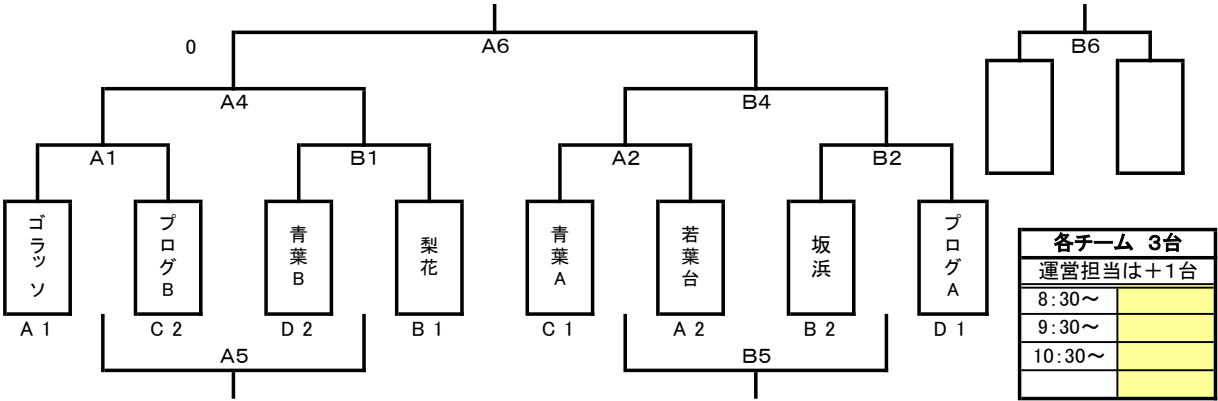 0
A6
B6
A4
B4
A1
B1
A2
B2
ゴラッソ
プログB
青葉B
梨花
青葉A
若葉台
坂浜
プログA
A 1
C 2
D 2
B 1
C 1
A 2
B 2
D 1
A5
B5
各チーム 3台
運営担当は＋1台
8:30～
9:30～
10:30～